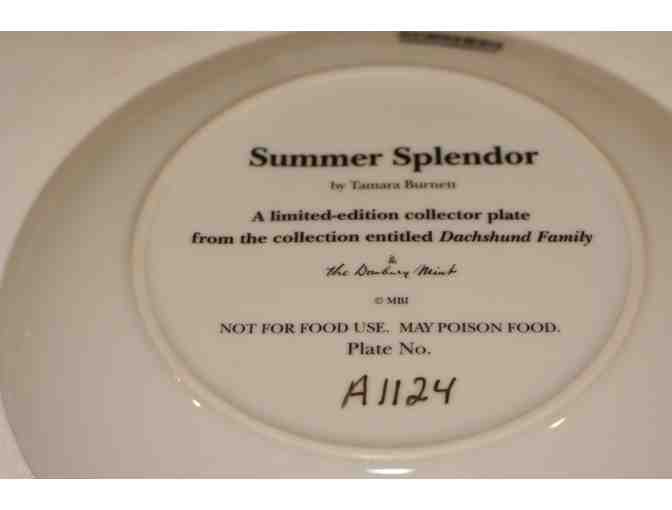 Summer Splendor
by Tamara Burnett
A limited-edition collector plate
from the collection entitled Dachshund Family
the Danbury Mint
© MBI
NOT FOR FOOD USE. MAY POISON FOOD.
Plate No.
A1124